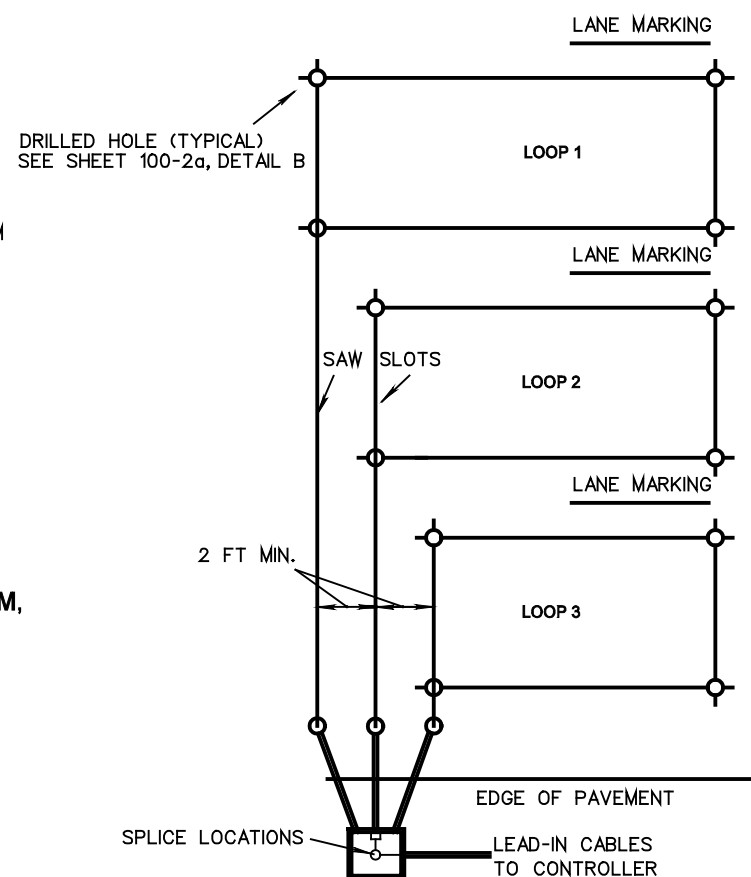 LANE MARKING
DRILLED HOLE (TYPICAL)
SEE SHEET 100-2a, DETAIL B
LOOP 1
LANE MARKING
SAW SLOTS
LOOP 2
LANE MARKING
2 FT MIN.
M,
LOOP 3
EDGE OF PAVEMENT
SPLICE LOCATIONS
LEAD-IN CABLES
TO CONTROLLER